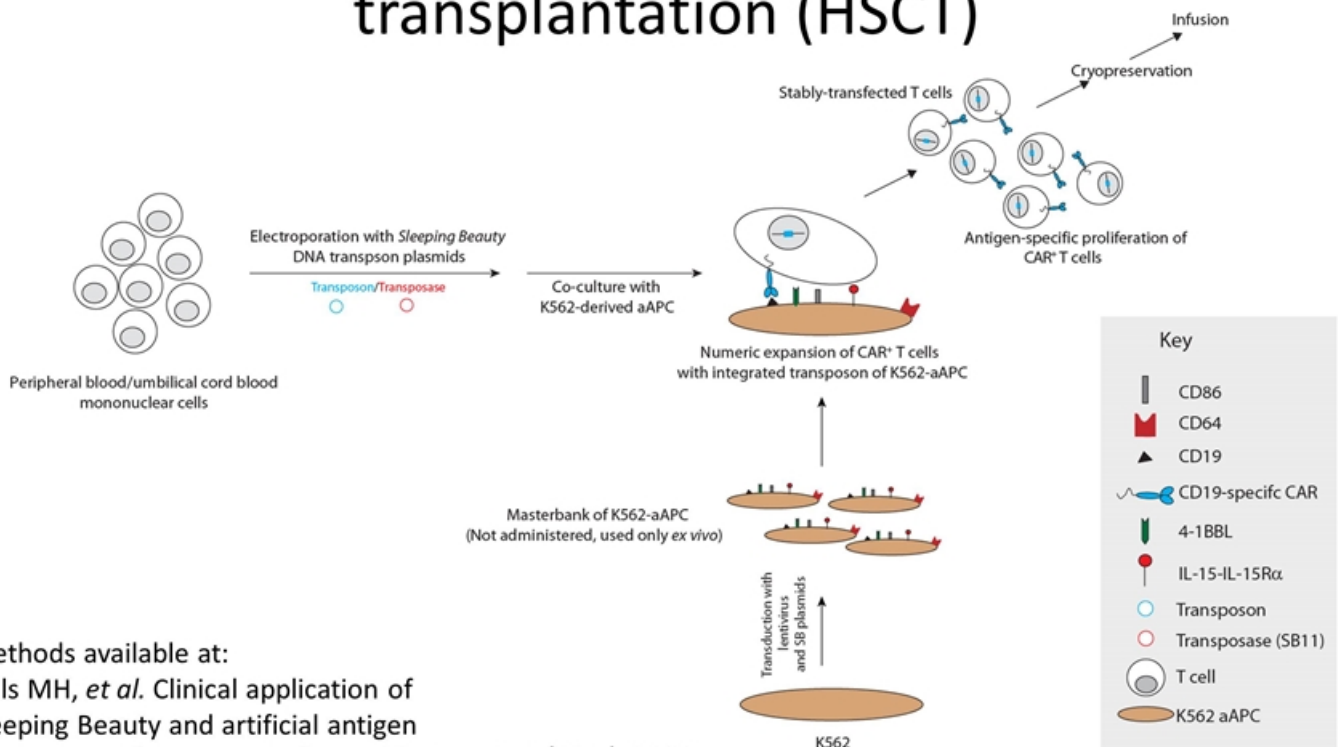 transplantation (HSCT)
Infusion
Cryopreservation
Stably-transfected T cells
Antigen-specific proliferation of
CAR⁺ T cells
Electroporation with Sleeping Beauty
DNA transpson plasmids
Transposon/Transposase
Co-culture with
K562-derived aAPC
Peripheral blood/umbilical cord blood
mononuclear cells
Numeric expansion of CAR⁺ T cells
with integrated transposon of K562-aAPC
Masterbank of K562-aAPC
(Not administered, used only ex vivo)
Transduction with
lentivirus
and SB plasmids
K562
Key
CD86
CD64
CD19
CD19-specifc CAR
4-1BBL
IL-15-IL-15Rα
Transposon
Transposase (SB11)
T cell
K562 aAPC
ethods available at:
ls MH, et al. Clinical application of
eeping Beauty and artificial antigen